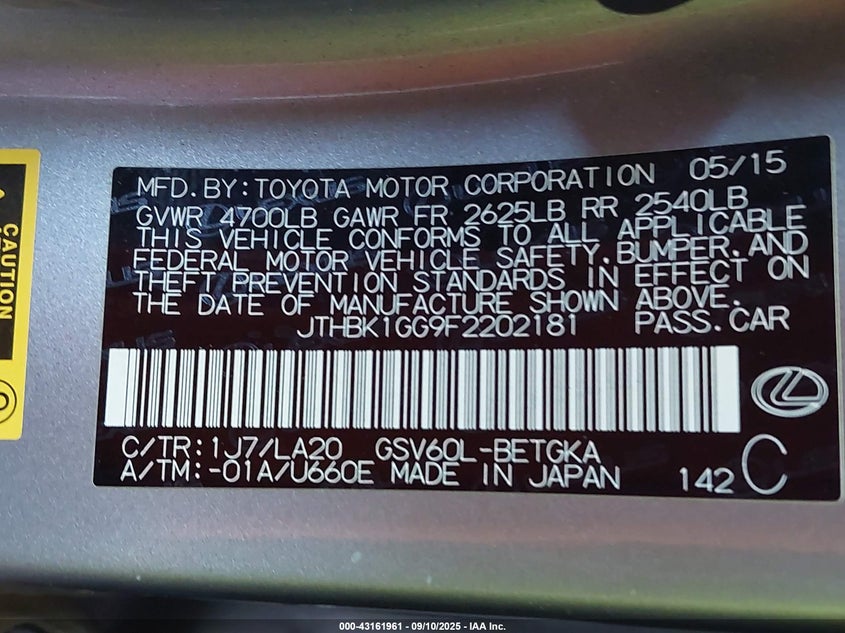 MFD. BY: TOYOTA MOTOR CORPORATION 05/15
GVWR 4700LB GAWR FR 2625LB RR 2540LB
THIS VEHICLE CONFORMS TO ALL APPLICABLE
FEDERAL MOTOR VEHICLE SAFETY, BUMPER, AND
THEFT PREVENTION STANDARDS IN EFFECT ON
THE DATE OF MANUFACTURE SHOWN ABOVE.
JTHBK1GG9F2202181 PASS. CAR
C/TR: 1J7/LA20 GSV60L-BETGKA
A/TM: -01A/U660E MADE IN JAPAN 142 C
CAUTION
000-43161961 - 09/10/2025 - IAA Inc.